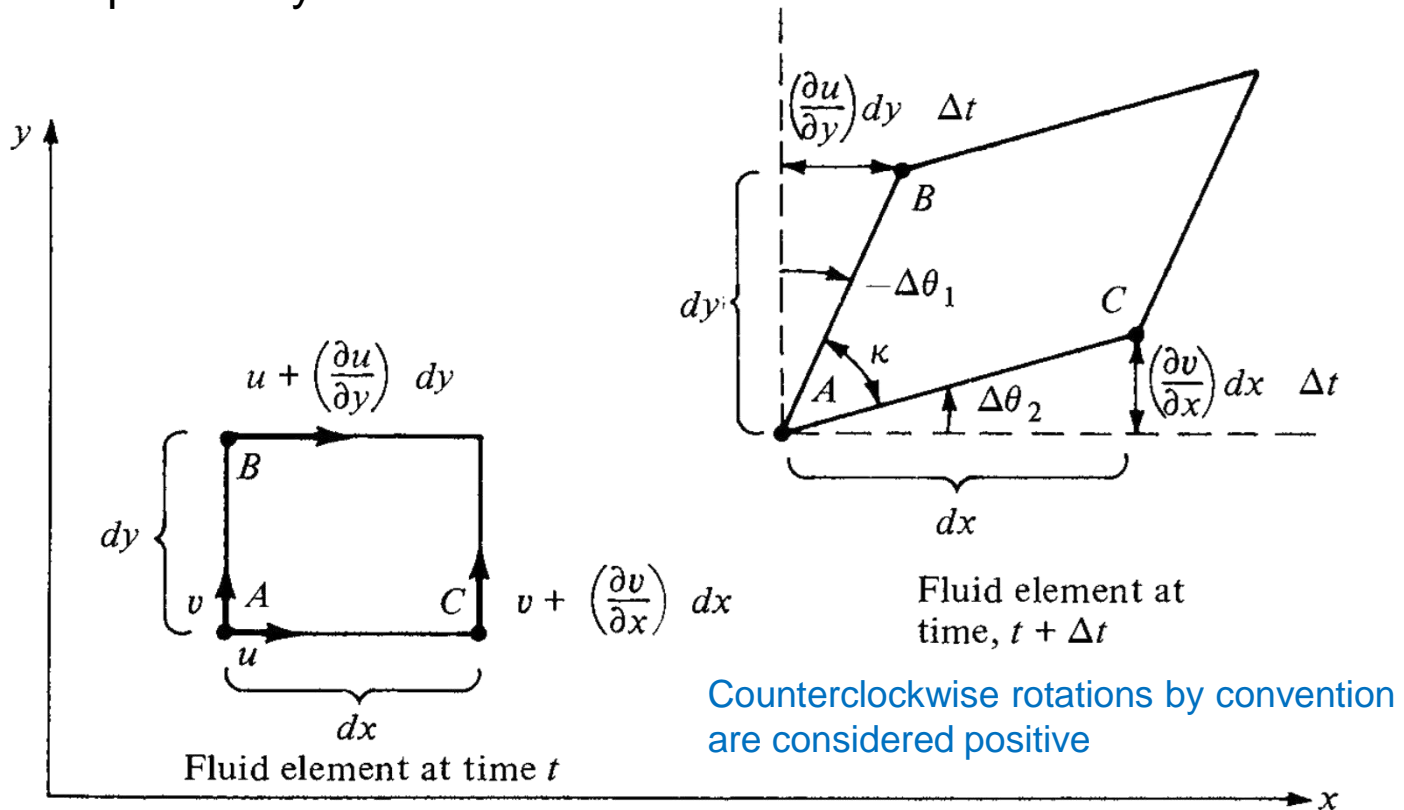 y
u + (∂u/∂y) dy
B
dy
v
A
C
v + (∂v/∂x) dx
u
dx
Fluid element at time t
(∂u/∂y) dy Δt
B
−Δθ₁
dy
C
κ
A
Δθ₂
(∂v/∂x) dx Δt
dx
Fluid element at
time, t + Δt
Counterclockwise rotations by convention
are considered positive
x